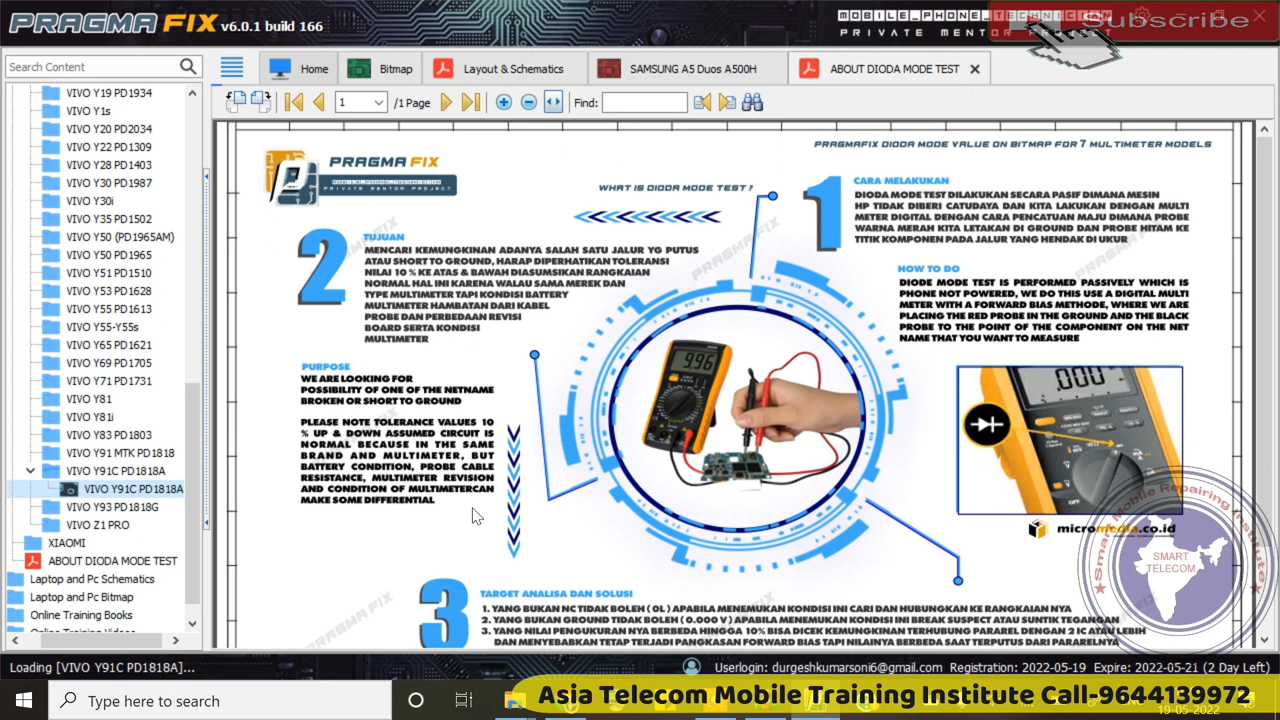 PRAGMA FIX v6.0.1 build 166
MOBILE_PHONE_TECHNICIAN
PRIVATE MENTOR PROJECT
Subscribe
Search Content
Home
Bitmap
Layout & Schematics
SAMSUNG A5 Duos A500H
ABOUT DIODA MODE TEST
1
/1 Page
Find:
VIVO Y19 PD1934
VIVO Y1s
VIVO Y20 PD2034
VIVO Y22 PD1309
VIVO Y28 PD1403
VIVO Y30 PD1987
VIVO Y30i
VIVO Y35 PD1502
VIVO Y50 (PD1965AM)
VIVO Y50 PD1965
VIVO Y51 PD1510
VIVO Y53 PD1628
VIVO Y55 PD1613
VIVO Y55-Y55s
VIVO Y65 PD1621
VIVO Y69 PD1705
VIVO Y71 PD1731
VIVO Y81
VIVO Y81i
VIVO Y83 PD1803
VIVO Y91 MTK PD1818
VIVO Y91C PD1818A
VIVO Y91C PD1818A
VIVO Y93 PD1818G
VIVO Z1 PRO
XIAOMI
ABOUT DIODA MODE TEST
Laptop and Pc Schematics
Laptop and Pc Bitmap
Online Training Books
PRAGMAFIX DIODA MODE VALUE ON BITMAP FOR 7 MULTIMETER MODELS
PRAGMA FIX
PRIVATE MENTOR PROJECT
WHAT IS DIODA MODE TEST ?
1
CARA MELAKUKAN
DIODA MODE TEST DILAKUKAN SECARA PASIF DIMANA MESIN
HP TIDAK DIBERI CATUDAYA DAN KITA LAKUKAN DENGAN MULTI
METER DIGITAL DENGAN CARA PENCATUAN MAJU DIMANA PROBE
WARNA MERAH KITA LETAKAN DI GROUND DAN PROBE HITAM KE
TITIK KOMPONEN PADA JALUR YANG HENDAK DI UKUR
HOW TO DO
DIODE MODE TEST IS PERFORMED PASSIVELY WHICH IS
PHONE NOT POWERED, WE DO THIS USE A DIGITAL MULTI
METER WITH A FORWARD BIAS METHODE, WHERE WE ARE
PLACING THE RED PROBE IN THE GROUND AND THE BLACK
PROBE TO THE POINT OF THE COMPONENT ON THE NET
NAME THAT YOU WANT TO MEASURE
2
TUJUAN
MENCARI KEMUNGKINAN ADANYA SALAH SATU JALUR YG PUTUS
ATAU SHORT TO GROUND, HARAP DIPERHATIKAN TOLERANSI
NILAI 10 % KE ATAS & BAWAH DIASUMSIKAN RANGKAIAN
NORMAL HAL INI KARENA WALAU SAMA MEREK DAN
TYPE MULTIMETER TAPI KONDISI BATTERY
MULTIMETER HAMBATAN DARI KABEL
PROBE DAN PERBEDAAN REVISI
BOARD SERTA KONDISI
MULTIMETER
PURPOSE
WE ARE LOOKING FOR
POSSIBILITY OF ONE OF THE NETNAME
BROKEN OR SHORT TO GROUND
PLEASE NOTE TOLERANCE VALUES 10
% UP & DOWN ASSUMED CIRCUIT IS
NORMAL BECAUSE IN THE SAME
BRAND AND MULTIMETER, BUT
BATTERY CONDITION, PROBE CABLE
RESISTANCE, MULTIMETER REVISION
AND CONDITION OF MULTIMETERCAN
MAKE SOME DIFFERENTIAL
9.96
.000
OFF
micromedia.co.id
Smart Mobile Repairing Institute
SMART
TELECOM
3
TARGET ANALISA DAN SOLUSI
1. YANG BUKAN NC TIDAK BOLEH ( OL ) APABILA MENEMUKAN KONDISI INI CARI DAN HUBUNGKAN KE RANGKAIAN NYA
2. YANG BUKAN GROUND TIDAK BOLEH ( 0.000 V ) APABILA MENEMUKAN KONDISI INI BREAK SUSPECT ATAU SUNTIK TEGANGAN
3. YANG NILAI PENGUKURAN NYA BERBEDA HINGGA 10% BISA DICEK KEMUNGKINAN TERHUBUNG PARAREL DENGAN 2 IC ATAU LEBIH
DAN MENYEBABKAN TETAP TERJADI PANGKASAN FORWARD BIAS TAPI NILAINYA BERBEDA SAAT TERPUTUS DARI PARARELNYA
Loading [VIVO Y91C PD1818A]...
Userlogin: durgeshkumarsoni6@gmail.com Registration: 2022-05-19 Expire: 2022-05-21 (2 Day Left)
Type here to search
Asia Telecom Mobile Training Institute Call-9644139972
19-05-2022